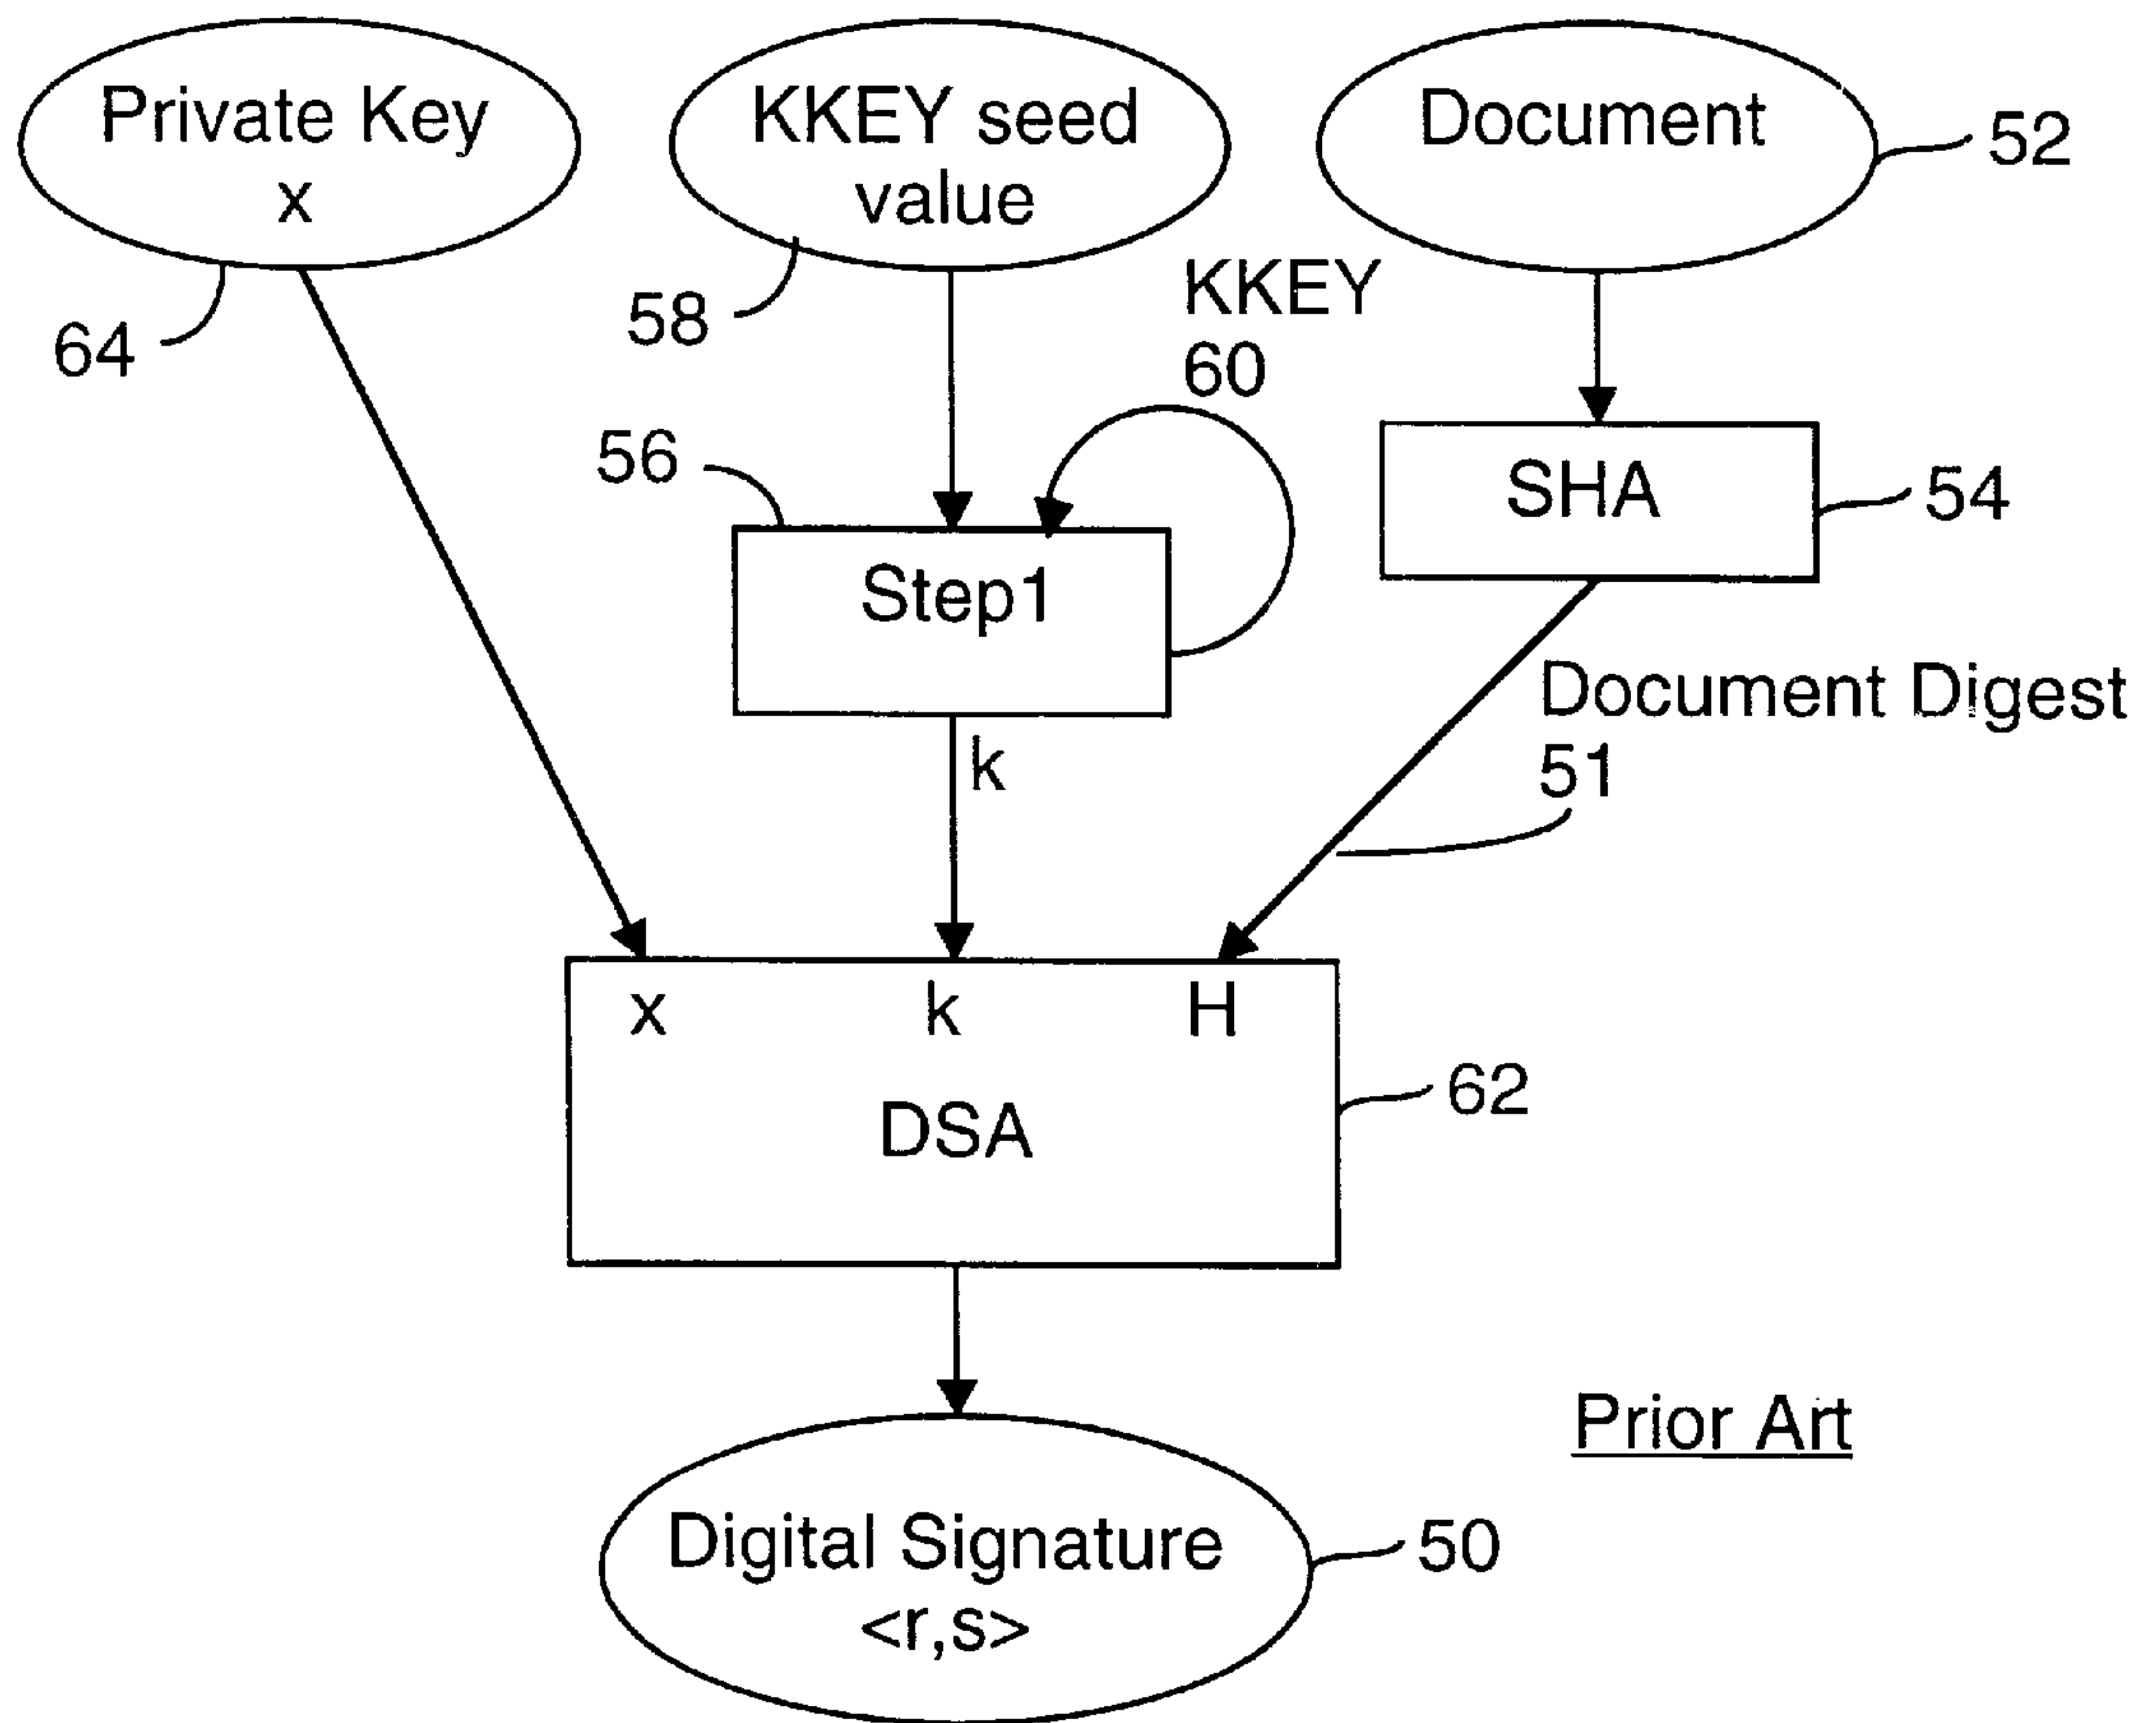 Private Key
x
64
KKEY seed
value
58
Document
52
KKEY
60
56
Step1
SHA
54
k
Document Digest
51
x k H
DSA
62
Digital Signature
<r,s>
50
Prior Art